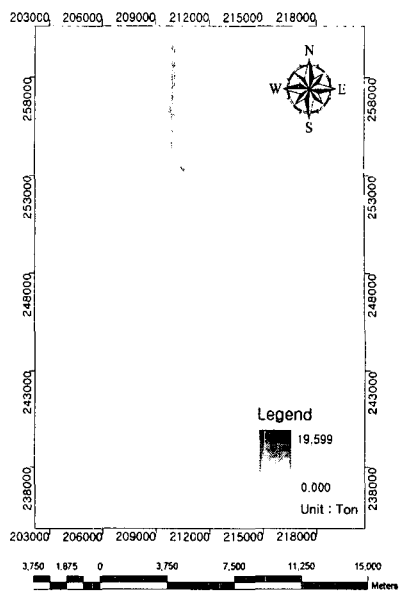 203000 206000 209000 212000 215000 218000
N
W E
S
258000 258000
253000 253000
248000 248000
243000 243000
238000 238000
Legend
19,599
0.000
Unit : Ton
203000 206000 209000 212000 215000 218000
3,750 1,875 0 3,750 7,500 11,250 15,000
Meters